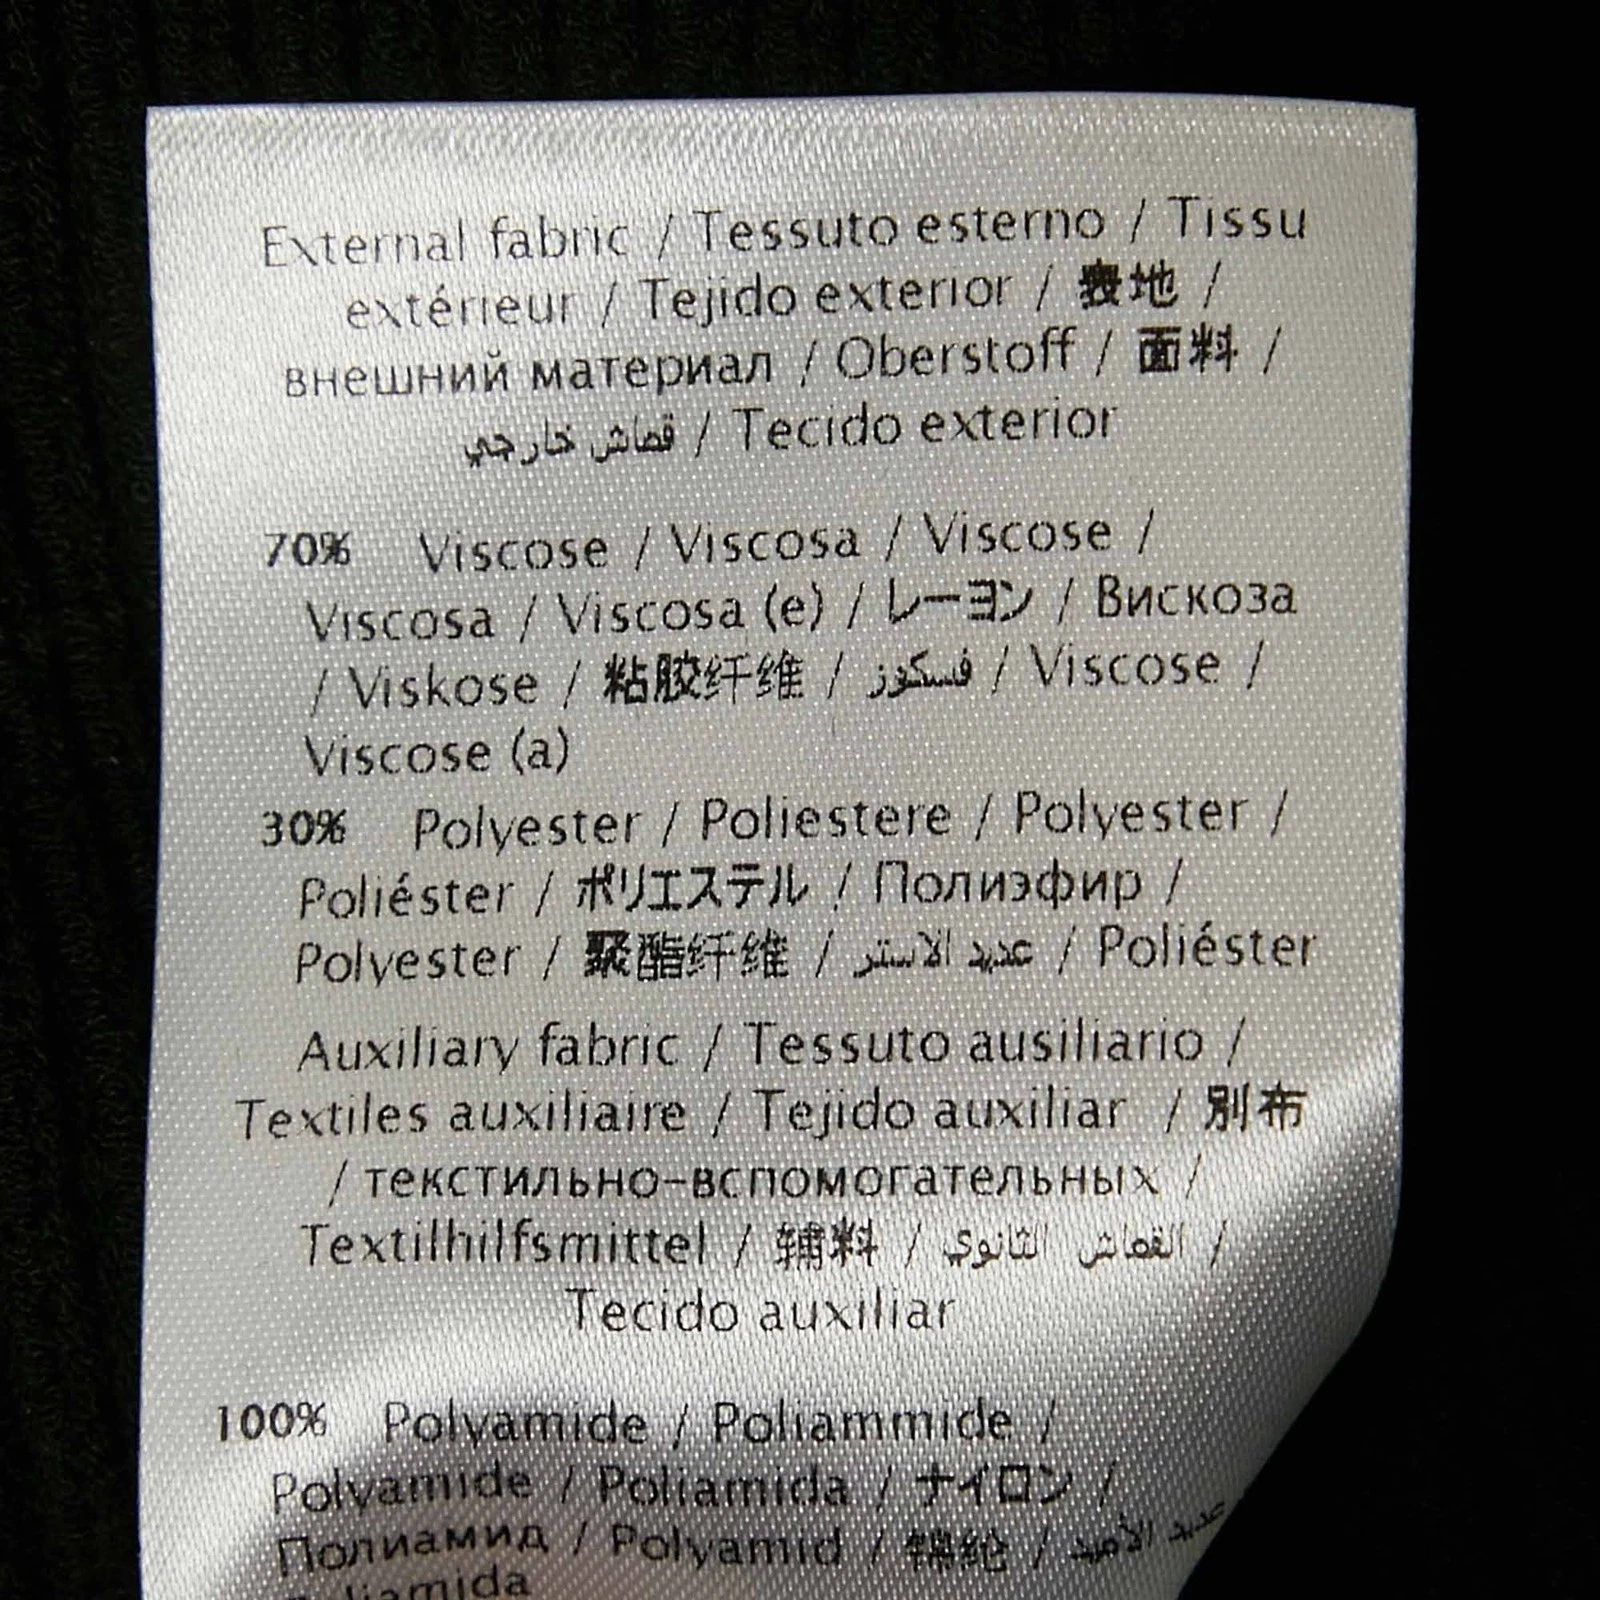 External fabric / Tessuto esterno / Tissu
extérieur / Tejido exterior / 表地 /
внешний материал / Oberstoff / 面料 /
قماش خارجي / Tecido exterior
70% Viscose / Viscosa / Viscose /
Viscosa / Viscosa (e) / レーヨン / Вискоза
/ Viskose / 粘胶纤维 / فسكوز / Viscose /
Viscose (a)
30% Polyester / Poliestere / Polyester /
Poliéster / ポリエステル / Полиэфир /
Polyester / 聚酯纤维 / عديد الاستر / Poliéster
Auxiliary fabric / Tessuto ausiliario /
Textiles auxiliaire / Tejido auxiliar / 別布
/ текстильно-вспомогательных /
Textilhilfsmittel / 辅料 / القماش الثانوي /
Tecido auxiliar
100% Polyamide / Poliammide /
Polyamide / Poliamida / ナイロン /
Полиамид / Polyamid / 锦纶 / عديد الأميد
Poliamida